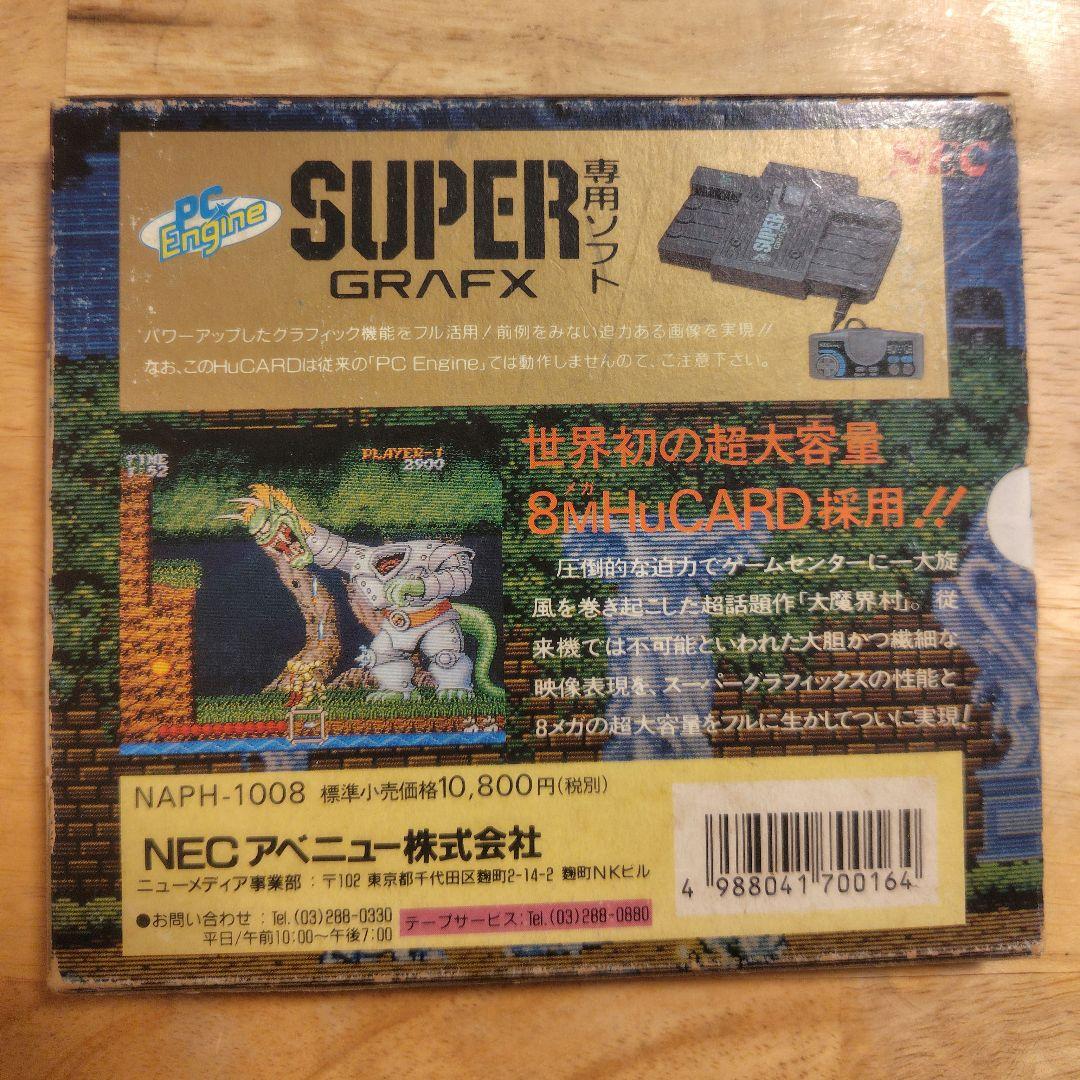 NEC
PC Engine
SUPER GRAFX
専用ソフト
SUPER
GRAFX
パワーアップしたグラフィック機能をフル活用!前例をみない迫力ある画像を実現!!
なお、このHuCARDは従来の「PC Engine」では動作しませんので、ご注意下さい。
TIME
1:52
PLAYER-1
2900
世界初の超大容量
8メガMHuCARD採用!!
圧倒的な迫力でゲームセンターに一大旋
風を巻き起こした超話題作「大魔界村」。従
来機では不可能といわれた大胆かつ繊細な
映像表現を、スーパーグラフィックスの性能と
8メガの超大容量をフルに生かしてついに実現!
NAPH-1008 標準小売価格10,800円(税別)
NECアベニュー株式会社
ニューメディア事業部:〒102 東京都千代田区麹町2-14-2 麹町NKビル
●お問い合わせ:Tel.(03)288-0330
平日/午前10:00~午後7:00
テープサービス:Tel.(03)288-0880
4 988041 700164